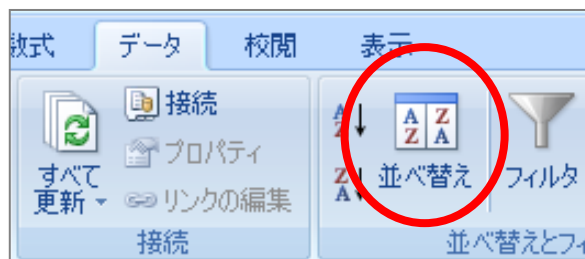 数式 データ 校閲 表示
接続
プロパティ
すべて
更新
リンクの編集
A Z
Z A
A
Z
Z
A
並べ替え
フィルタ
接続
並べ替えとフィ